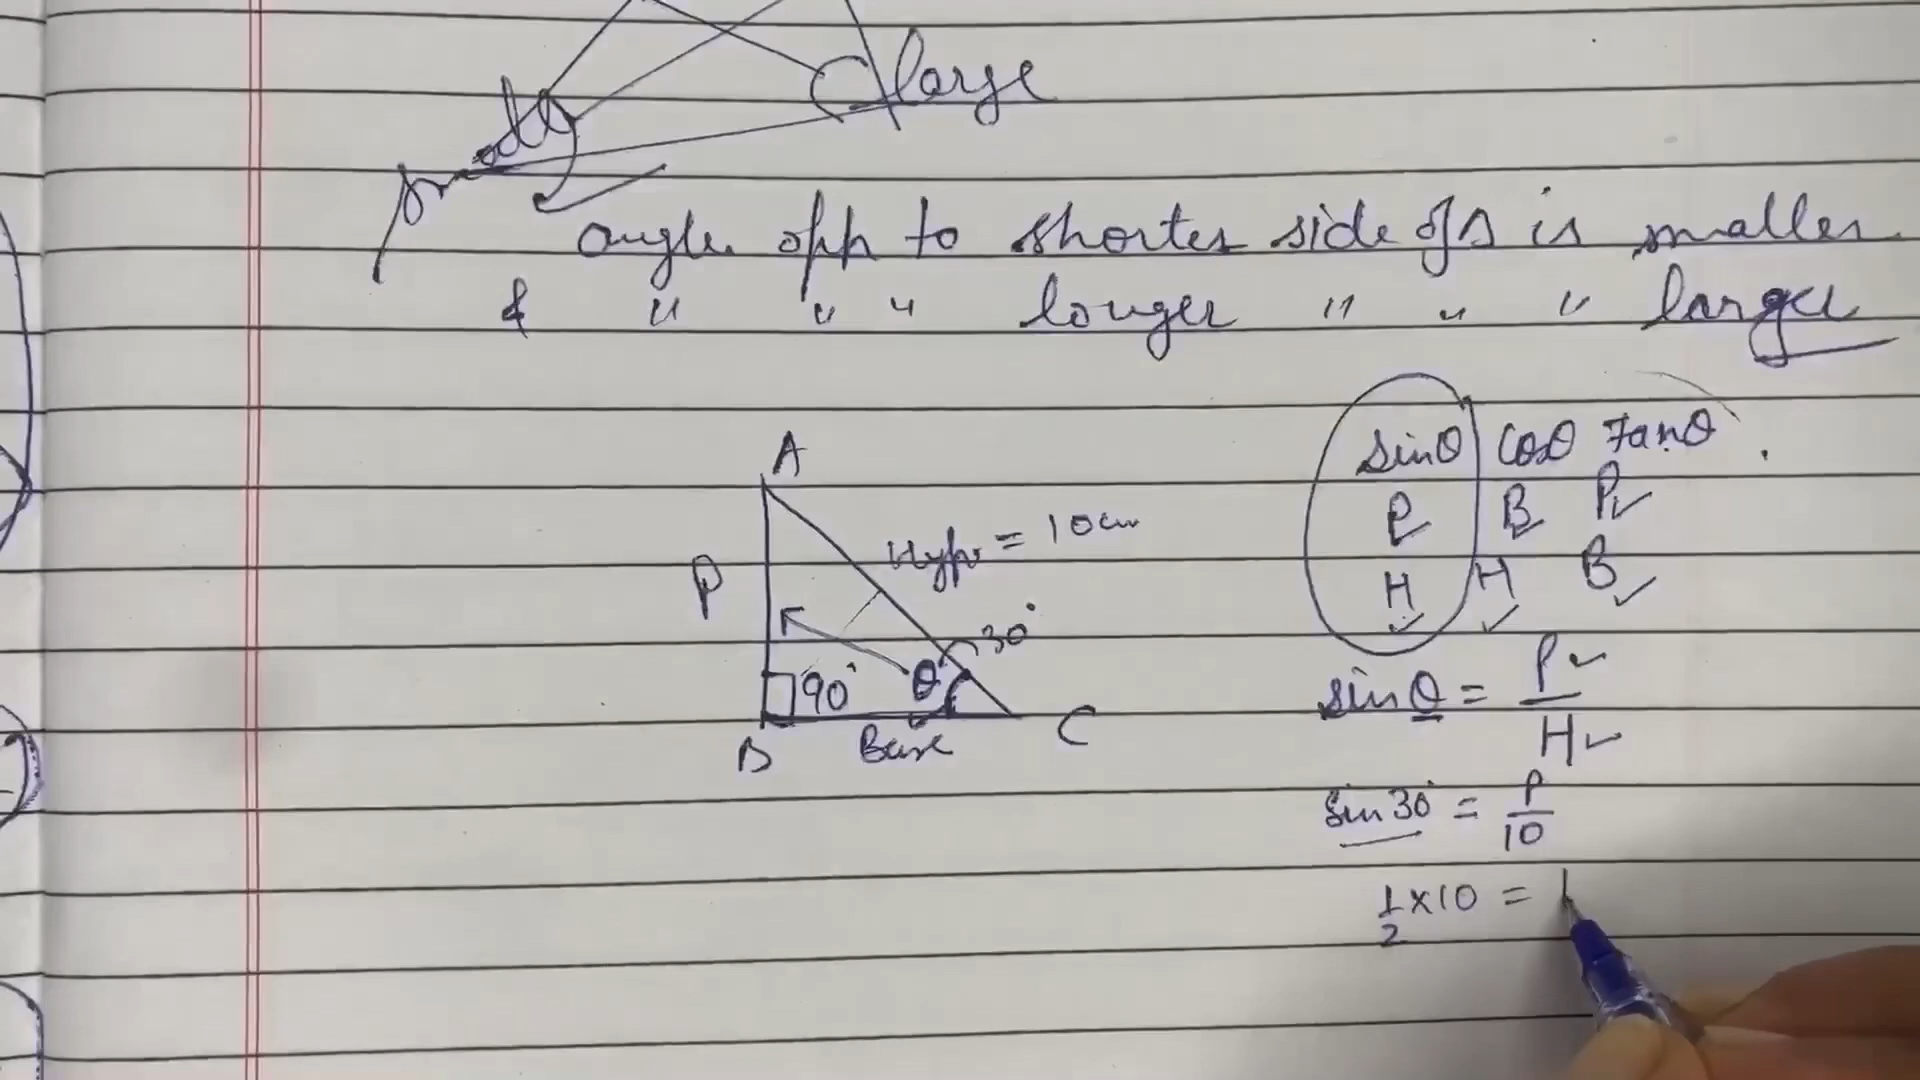 large
small
angle opp to shorter side of Δ is smaller
& " " " longer " " " larger
A
Hyp = 10cm
P
30°
90° θ
B Base C
sinθ cosθ Tanθ
P B P
H H B
sinθ = P/H
sin30° = P/10
1/2 × 10 =